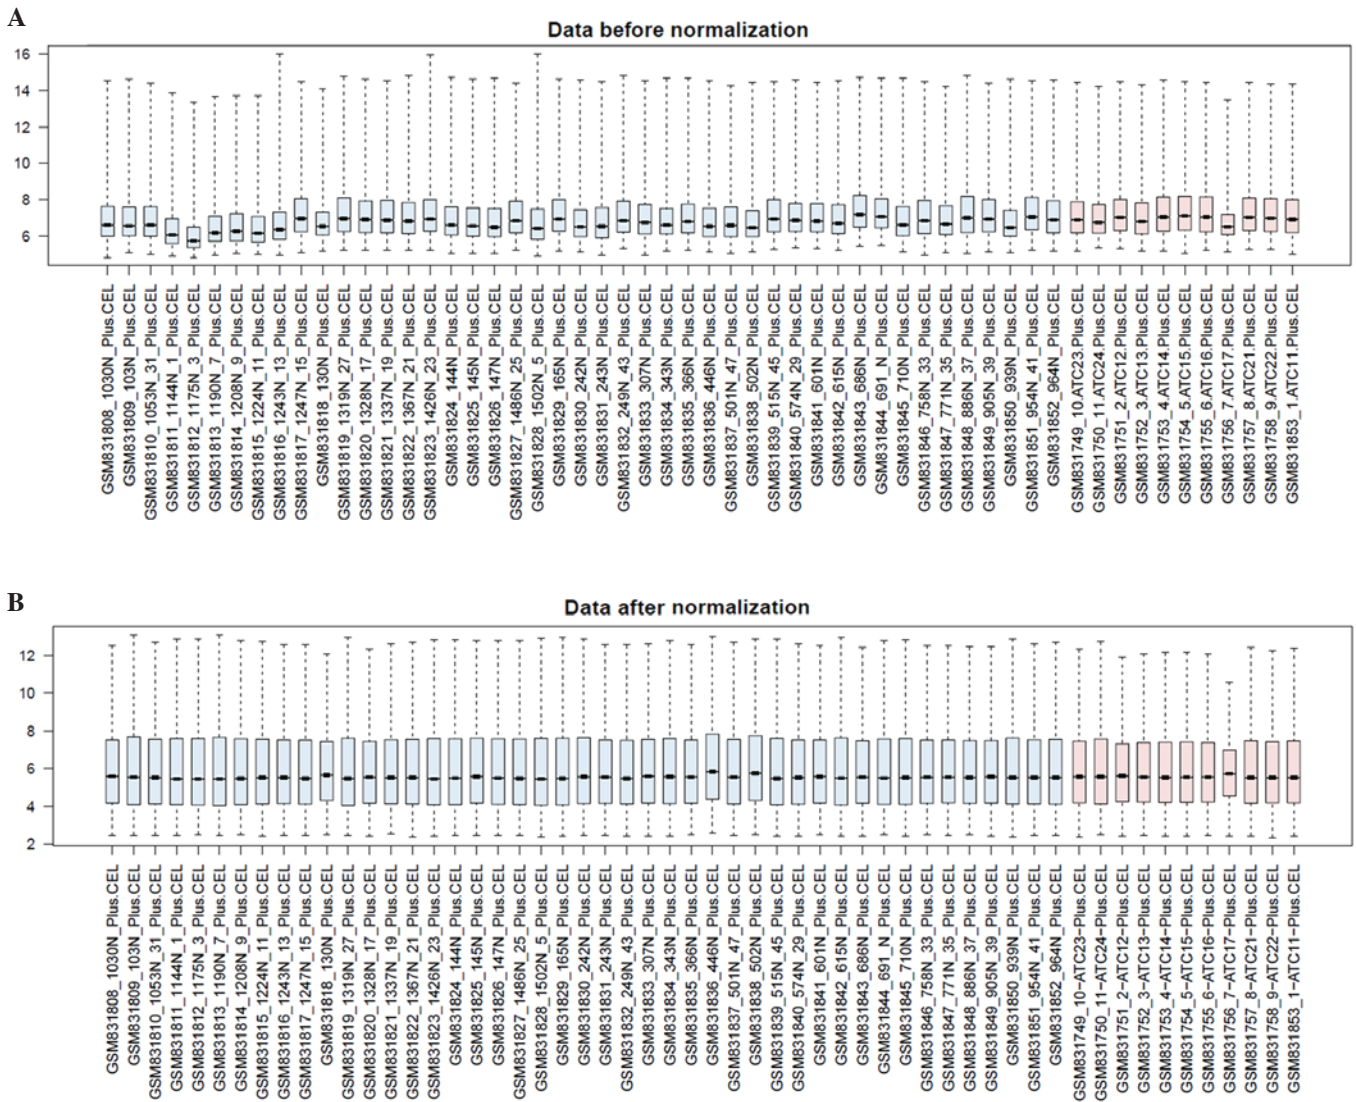 A
Data before normalization
16
14
12
10
8
6
GSM831808_1030N_Plus.CEL
GSM831809_103N_Plus.CEL
GSM831810_1053N_31_Plus.CEL
GSM831811_1144N_1_Plus.CEL
GSM831812_1175N_3_Plus.CEL
GSM831813_1190N_7_Plus.CEL
GSM831814_1208N_9_Plus.CEL
GSM831815_1224N_11_Plus.CEL
GSM831816_1243N_13_Plus.CEL
GSM831817_1247N_15_Plus.CEL
GSM831818_130N_Plus.CEL
GSM831819_1319N_27_Plus.CEL
GSM831820_1328N_17_Plus.CEL
GSM831821_1337N_19_Plus.CEL
GSM831822_1367N_21_Plus.CEL
GSM831823_1426N_23_Plus.CEL
GSM831824_144N_Plus.CEL
GSM831825_145N_Plus.CEL
GSM831826_147N_Plus.CEL
GSM831827_1486N_25_Plus.CEL
GSM831828_1502N_5_Plus.CEL
GSM831829_165N_Plus.CEL
GSM831830_242N_Plus.CEL
GSM831831_243N_Plus.CEL
GSM831832_249N_43_Plus.CEL
GSM831833_307N_Plus.CEL
GSM831834_343N_Plus.CEL
GSM831835_366N_Plus.CEL
GSM831836_446N_Plus.CEL
GSM831837_501N_47_Plus.CEL
GSM831838_502N_Plus.CEL
GSM831839_515N_45_Plus.CEL
GSM831840_574N_29_Plus.CEL
GSM831841_601N_Plus.CEL
GSM831842_615N_Plus.CEL
GSM831843_686N_Plus.CEL
GSM831844_691_N_Plus.CEL
GSM831845_710N_Plus.CEL
GSM831846_758N_33_Plus.CEL
GSM831847_771N_35_Plus.CEL
GSM831848_886N_37_Plus.CEL
GSM831849_905N_39_Plus.CEL
GSM831850_939N_Plus.CEL
GSM831851_954N_41_Plus.CEL
GSM831852_964N_Plus.CEL
GSM831749_10.ATC23.Plus.CEL
GSM831750_11.ATC24.Plus.CEL
GSM831751_2.ATC12.Plus.CEL
GSM831752_3.ATC13.Plus.CEL
GSM831753_4.ATC14.Plus.CEL
GSM831754_5.ATC15.Plus.CEL
GSM831755_6.ATC16.Plus.CEL
GSM831756_7.ATC17.Plus.CEL
GSM831757_8.ATC21.Plus.CEL
GSM831758_9.ATC22.Plus.CEL
GSM831853_1.ATC11.Plus.CEL
B
Data after normalization
12
10
8
6
4
2
GSM831808_1030N_Plus.CEL
GSM831809_103N_Plus.CEL
GSM831810_1053N_31_Plus.CEL
GSM831811_1144N_1_Plus.CEL
GSM831812_1175N_3_Plus.CEL
GSM831813_1190N_7_Plus.CEL
GSM831814_1208N_9_Plus.CEL
GSM831815_1224N_11_Plus.CEL
GSM831816_1243N_13_Plus.CEL
GSM831817_1247N_15_Plus.CEL
GSM831818_130N_Plus.CEL
GSM831819_1319N_27_Plus.CEL
GSM831820_1328N_17_Plus.CEL
GSM831821_1337N_19_Plus.CEL
GSM831822_1367N_21_Plus.CEL
GSM831823_1426N_23_Plus.CEL
GSM831824_144N_Plus.CEL
GSM831825_145N_Plus.CEL
GSM831826_147N_Plus.CEL
GSM831827_1486N_25_Plus.CEL
GSM831828_1502N_5_Plus.CEL
GSM831829_165N_Plus.CEL
GSM831830_242N_Plus.CEL
GSM831831_243N_Plus.CEL
GSM831832_249N_43_Plus.CEL
GSM831833_307N_Plus.CEL
GSM831834_343N_Plus.CEL
GSM831835_366N_Plus.CEL
GSM831836_446N_Plus.CEL
GSM831837_501N_47_Plus.CEL
GSM831838_502N_Plus.CEL
GSM831839_515N_45_Plus.CEL
GSM831840_574N_29_Plus.CEL
GSM831841_601N_Plus.CEL
GSM831842_615N_Plus.CEL
GSM831843_686N_Plus.CEL
GSM831844_691_N_Plus.CEL
GSM831845_710N_Plus.CEL
GSM831846_758N_33_Plus.CEL
GSM831847_771N_35_Plus.CEL
GSM831848_886N_37_Plus.CEL
GSM831849_905N_39_Plus.CEL
GSM831850_939N_Plus.CEL
GSM831851_954N_41_Plus.CEL
GSM831852_964N_Plus.CEL
GSM831749_10-ATC23-Plus.CEL
GSM831750_11-ATC24-Plus.CEL
GSM831751_2-ATC12-Plus.CEL
GSM831752_3-ATC13-Plus.CEL
GSM831753_4-ATC14-Plus.CEL
GSM831754_5-ATC15-Plus.CEL
GSM831755_6-ATC16-Plus.CEL
GSM831756_7-ATC17-Plus.CEL
GSM831757_8-ATC21-Plus.CEL
GSM831758_9-ATC22-Plus.CEL
GSM831853_1-ATC11-Plus.CEL